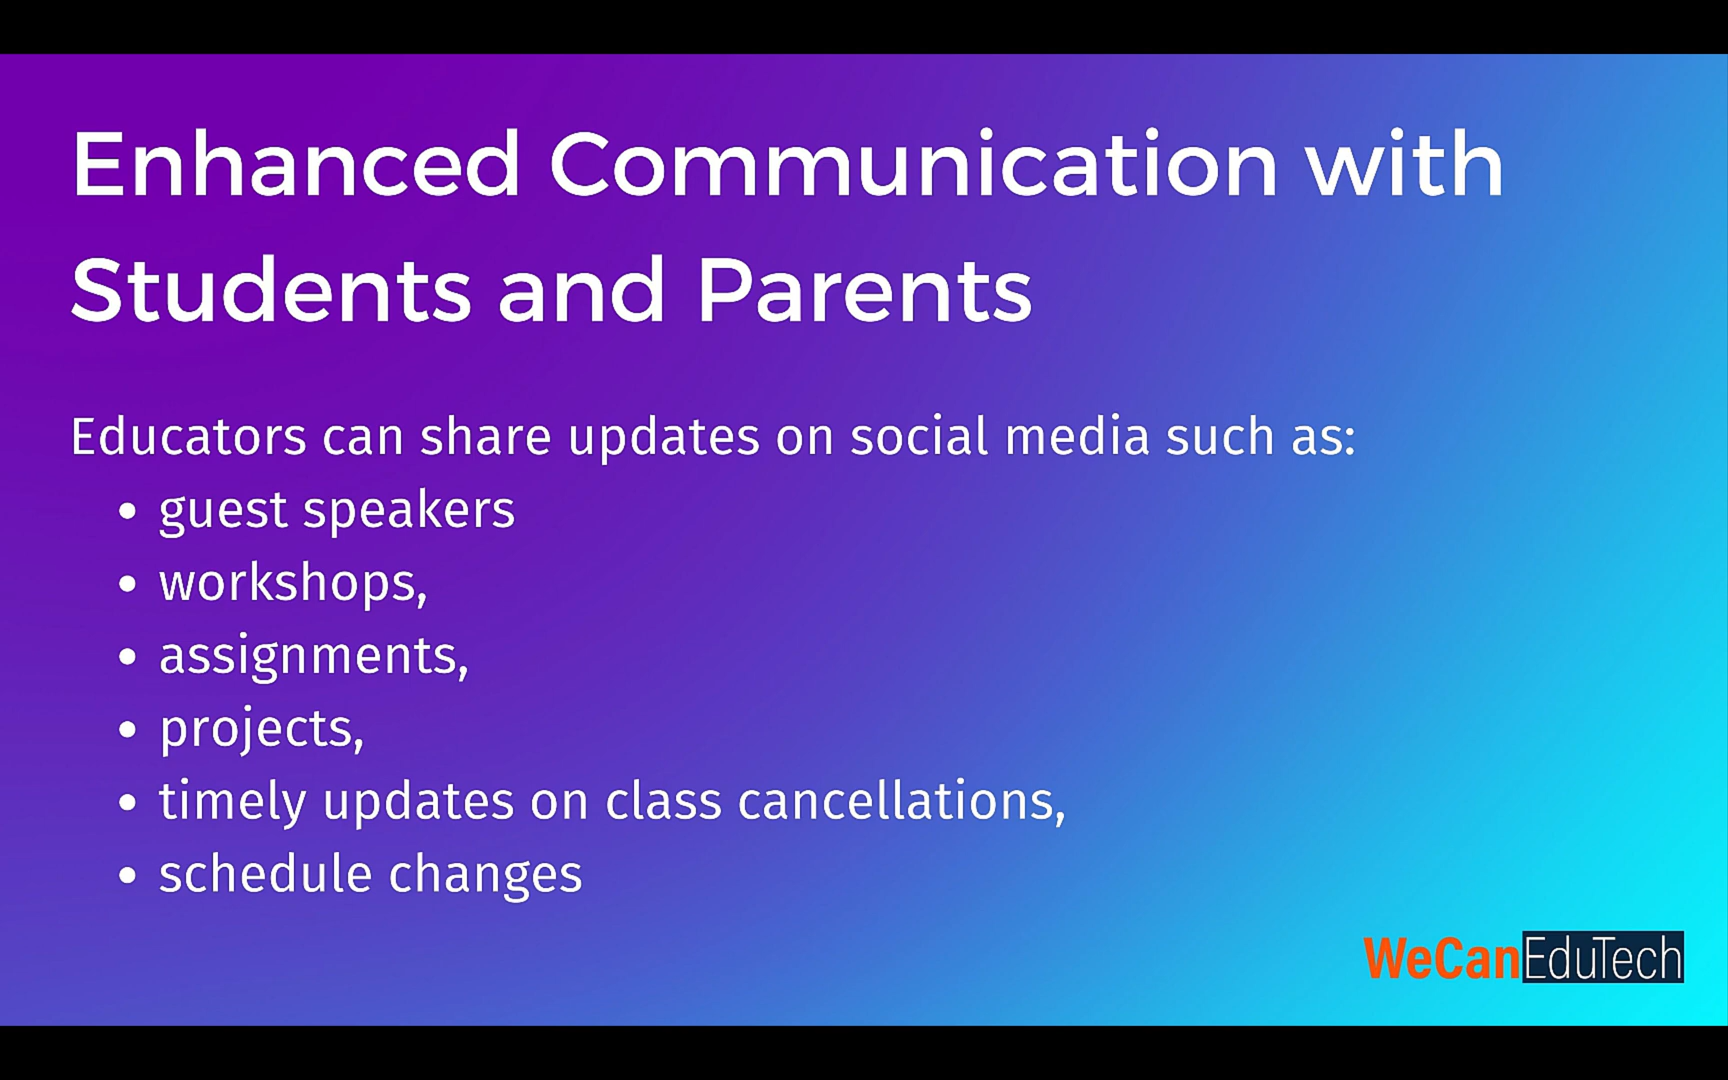 Enhanced Communication with
Students and Parents
Educators can share updates on social media such as:
• guest speakers
• workshops,
• assignments,
• projects,
• timely updates on class cancellations,
• schedule changes
WeCanEduTech